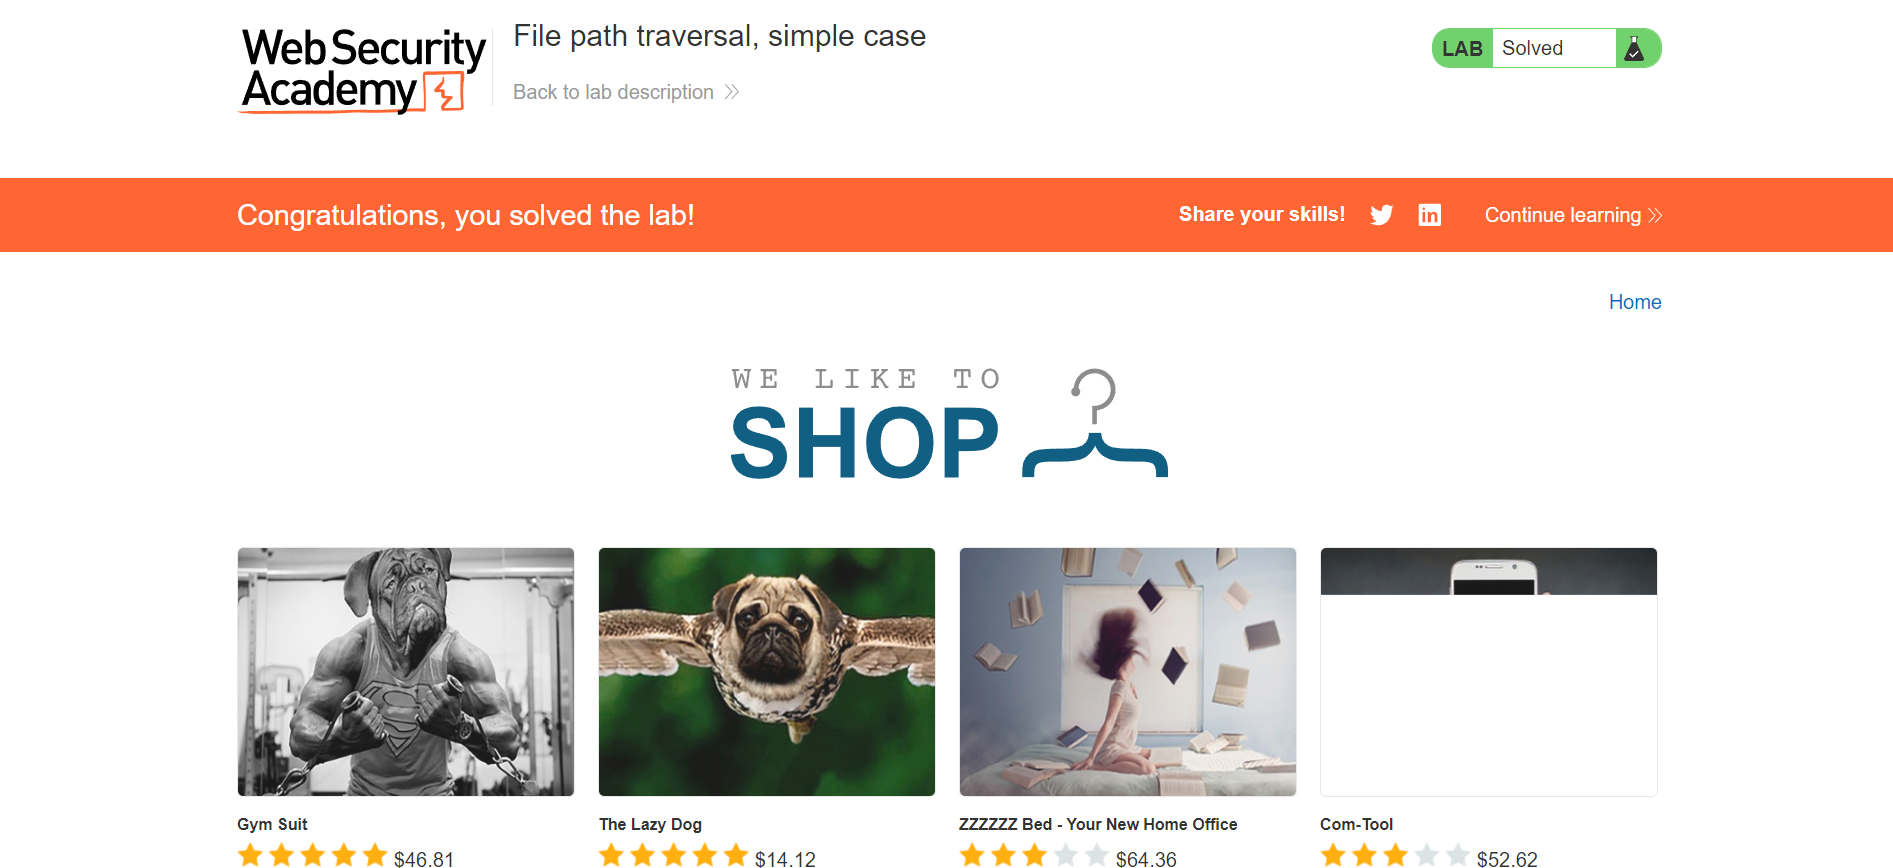 Web Security
Academy
File path traversal, simple case
Back to lab description
LAB Solved
Congratulations, you solved the lab!
Share your skills!
Continue learning
Home
WE LIKE TO
SHOP
Gym Suit
The Lazy Dog
ZZZZZZ Bed - Your New Home Office
Com-Tool
$46.81
$14.12
$64.36
$52.62